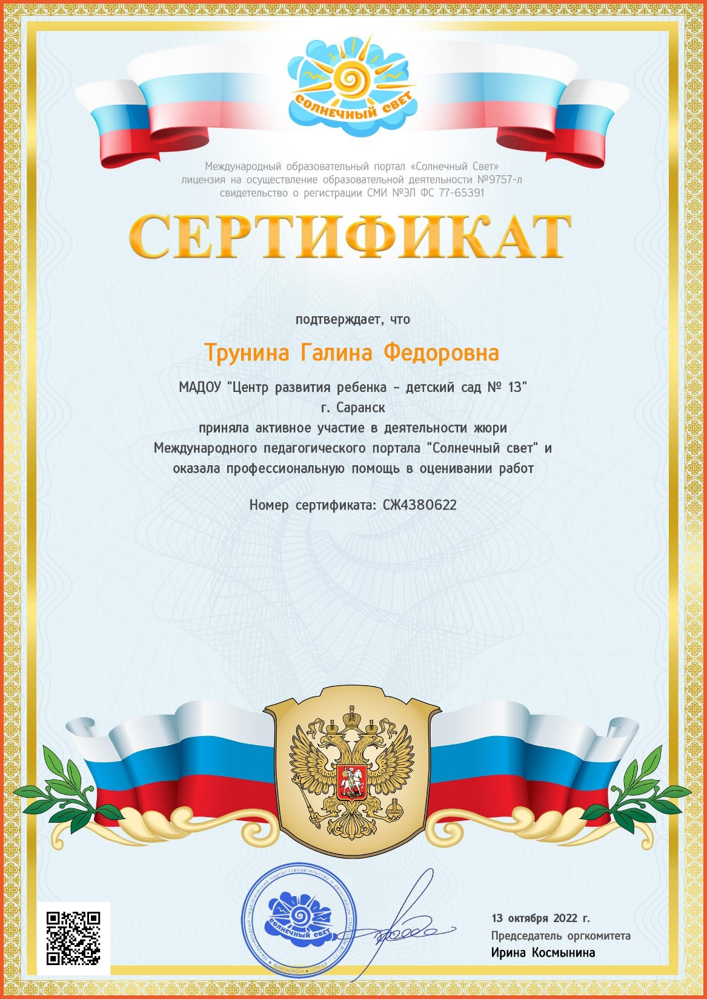 СОЛНЕЧНЫЙ СВЕТ
Международный образовательный портал «Солнечный Свет»
лицензия на осуществление образовательной деятельности №9757-л
свидетельство о регистрации СМИ №ЭЛ ФС 77-65391
СЕРТИФИКАТ
подтверждает, что
Трунина Галина Федоровна
МАДОУ "Центр развития ребенка - детский сад № 13"
г. Саранск
приняла активное участие в деятельности жюри
Международного педагогического портала "Солнечный свет" и
оказала профессиональную помощь в оценивании работ
Номер сертификата: СЖ4380622
Международный педагогический портал (свидетельство о регистрации СМИ
Красноярск
СОЛНЕЧНЫЙ СВЕТ
13 октября 2022 г.
Председатель оргкомитета
Ирина Космынина